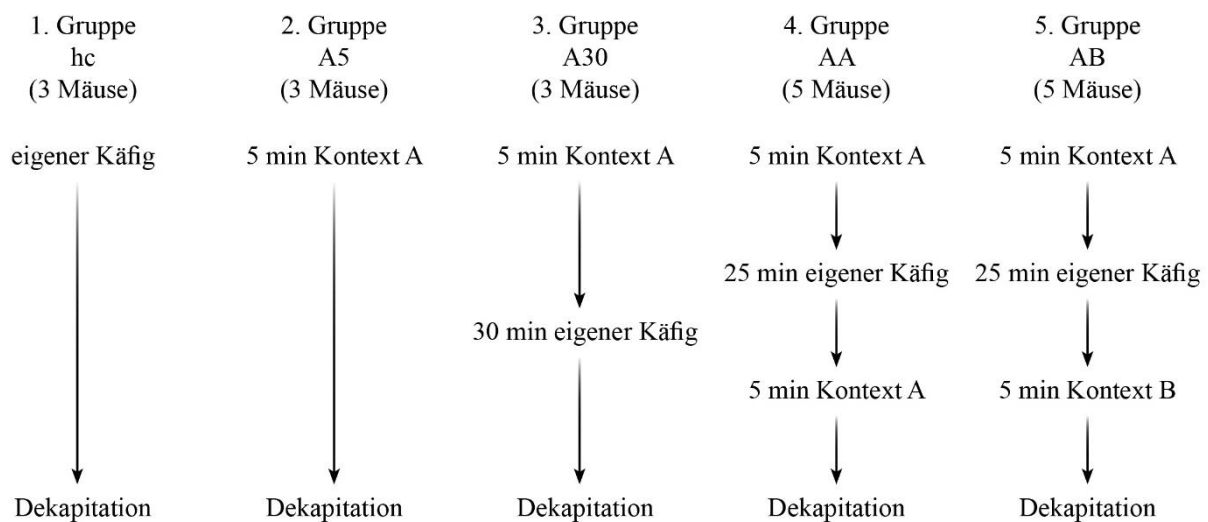 1. Gruppe
hc
(3 Mäuse)
2. Gruppe
A5
(3 Mäuse)
3. Gruppe
A30
(3 Mäuse)
4. Gruppe
AA
(5 Mäuse)
5. Gruppe
AB
(5 Mäuse)
eigener Käfig
5 min Kontext A
5 min Kontext A
5 min Kontext A
5 min Kontext A
25 min eigener Käfig
25 min eigener Käfig
30 min eigener Käfig
5 min Kontext A
5 min Kontext B
Dekapitation
Dekapitation
Dekapitation
Dekapitation
Dekapitation